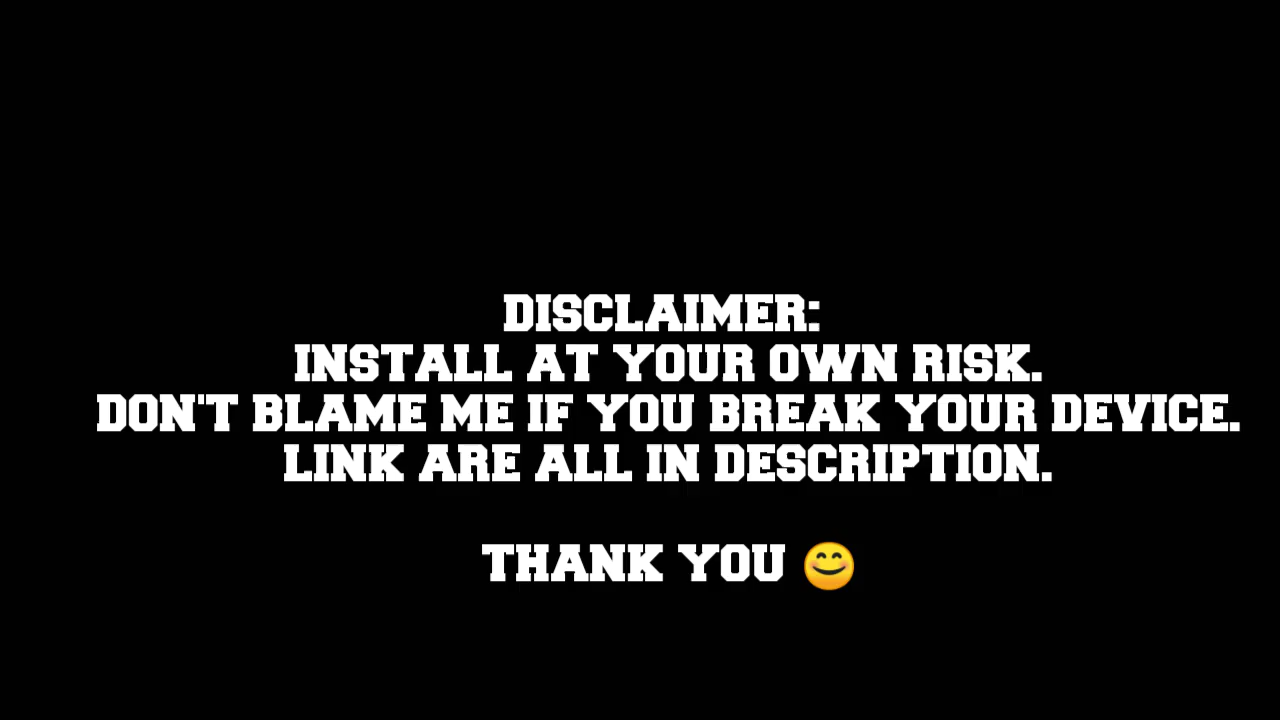 DISCLAIMER:
INSTALL AT YOUR OWN RISK.
DON'T BLAME ME IF YOU BREAK YOUR DEVICE.
LINK ARE ALL IN DESCRIPTION.
THANK YOU 😊